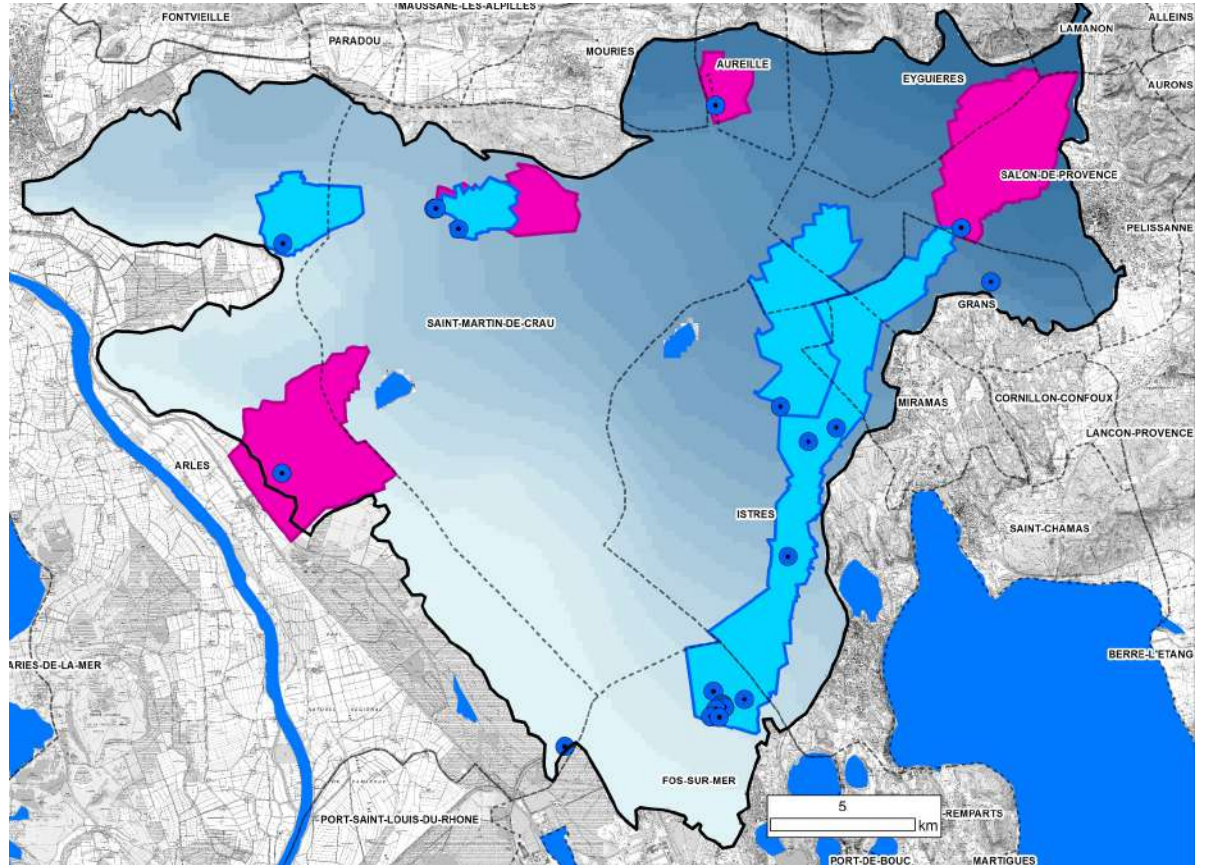 MAUSSANE-LES-ALPILLES
FONTVIEILLE
ALLEINS
LAMANON
PARADOU
MOURIES
AUREILLE
EYGUIERES
AURONS
SALON-DE-PROVENCE
PELISSANNE
GRANS
SAINT-MARTIN-DE-CRAU
MIRAMAS
CORNILLON-CONFOUX
LANCON-PROVENCE
ARLES
ISTRES
SAINT-CHAMAS
BERRE-L'ETANG
ARIES-DE-LA-MER
FOS-SUR-MER
5
km
-REMPARTS
PORT-SAINT-LOUIS-DU-RHONE
PORT-DE-BOUC
MARTIGUES